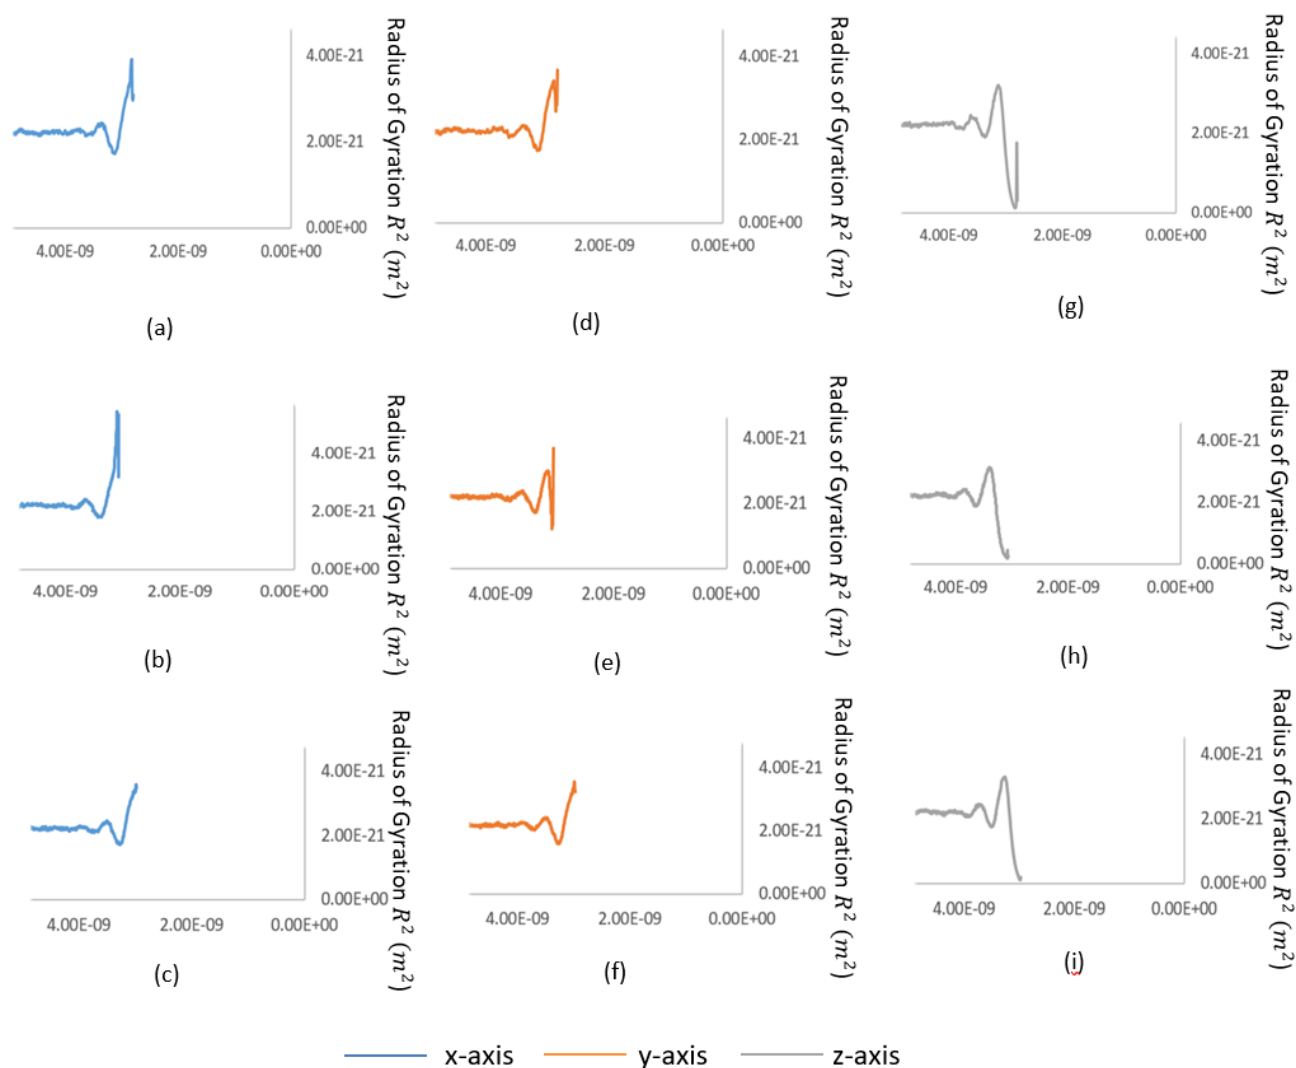 4.00E-21
2.00E-21
0.00E+00
4.00E-09 2.00E-09 0.00E+00
Radius of Gyration R² (m²)
(a)
4.00E-21
2.00E-21
0.00E+00
4.00E-09 2.00E-09 0.00E+00
Radius of Gyration R² (m²)
(d)
4.00E-21
2.00E-21
0.00E+00
4.00E-09 2.00E-09 0.00E+00
Radius of Gyration R² (m²)
(g)
4.00E-21
2.00E-21
0.00E+00
4.00E-09 2.00E-09 0.00E+00
Radius of Gyration R² (m²)
(b)
4.00E-21
2.00E-21
0.00E+00
4.00E-09 2.00E-09 0.00E+00
Radius of Gyration R² (m²)
(e)
4.00E-21
2.00E-21
0.00E+00
4.00E-09 2.00E-09 0.00E+00
Radius of Gyration R² (m²)
(h)
4.00E-21
2.00E-21
0.00E+00
4.00E-09 2.00E-09 0.00E+00
Radius of Gyration R² (m²)
(c)
4.00E-21
2.00E-21
0.00E+00
4.00E-09 2.00E-09 0.00E+00
Radius of Gyration R² (m²)
(f)
4.00E-21
2.00E-21
0.00E+00
4.00E-09 2.00E-09 0.00E+00
Radius of Gyration R² (m²)
(i)
x-axis y-axis z-axis